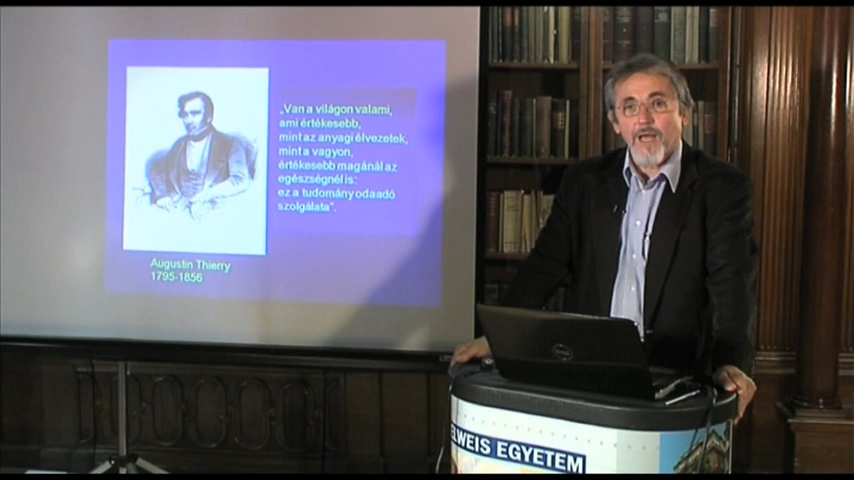 „Van a világon valami,
ami értékesebb,
mint az anyagi élvezetek,
mint a vagyon,
értékesebb magánál az
egészségnél is:
ez a tudomány odaadó
szolgálata”.
Augustin Thierry
1795-1856
ELWEIS EGYETEM